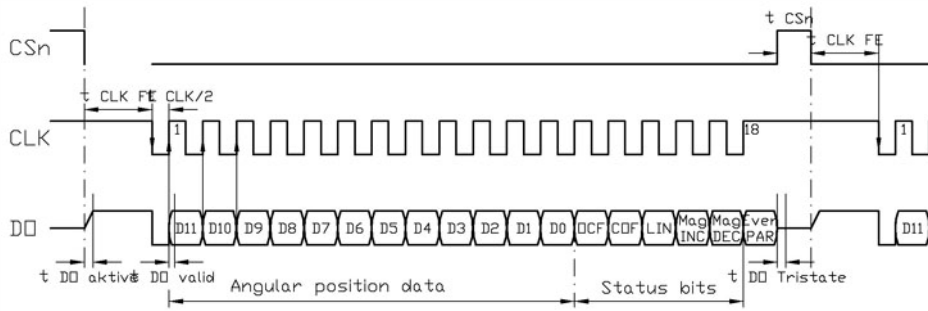 t CSn
CSn
t CLK FE
t CLK FE
t CLK/2
CLK
1
18
1
DO
D11 D10 D9 D8 D7 D6 D5 D4 D3 D2 D1 D0 OCF COF LIN Mag INC Mag DEC Even PAR
D11
t DO aktive
t DO valid
t DO Tristate
Angular position data
Status bits